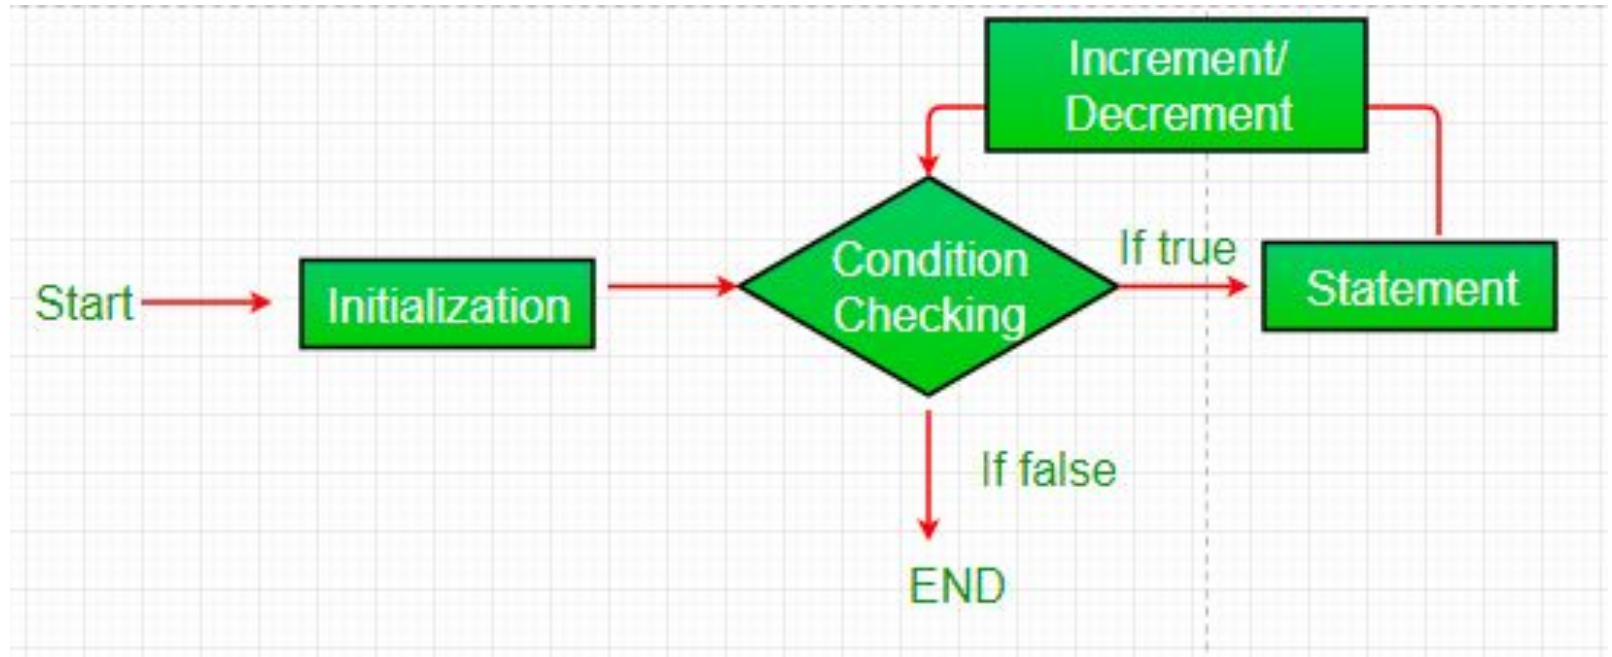 Increment/
Decrement
Start
Initialization
Condition
Checking
If true
Statement
If false
END